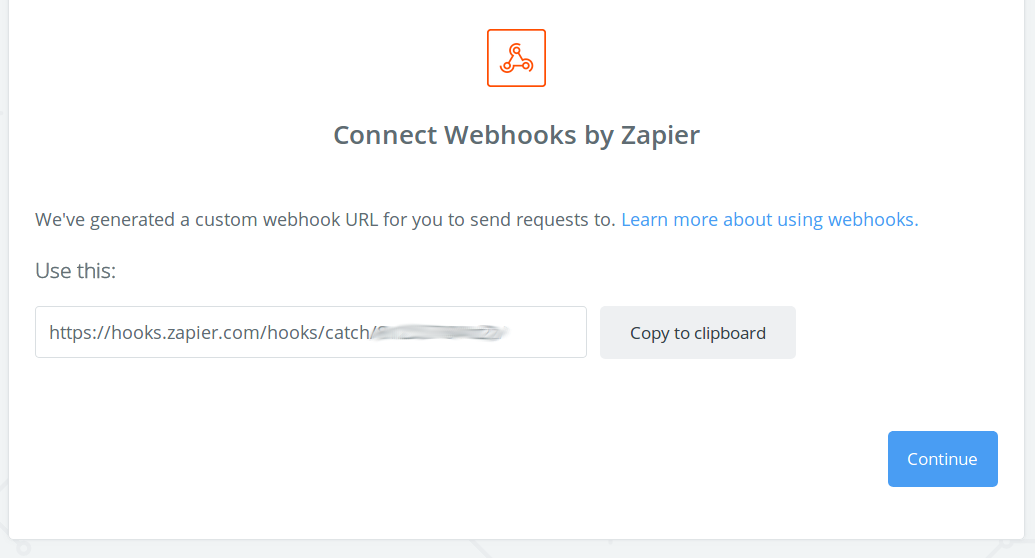 Connect Webhooks by Zapier
We've generated a custom webhook URL for you to send requests to. Learn more about using webhooks.
Use this:
https://hooks.zapier.com/hooks/catch/
Copy to clipboard
Continue